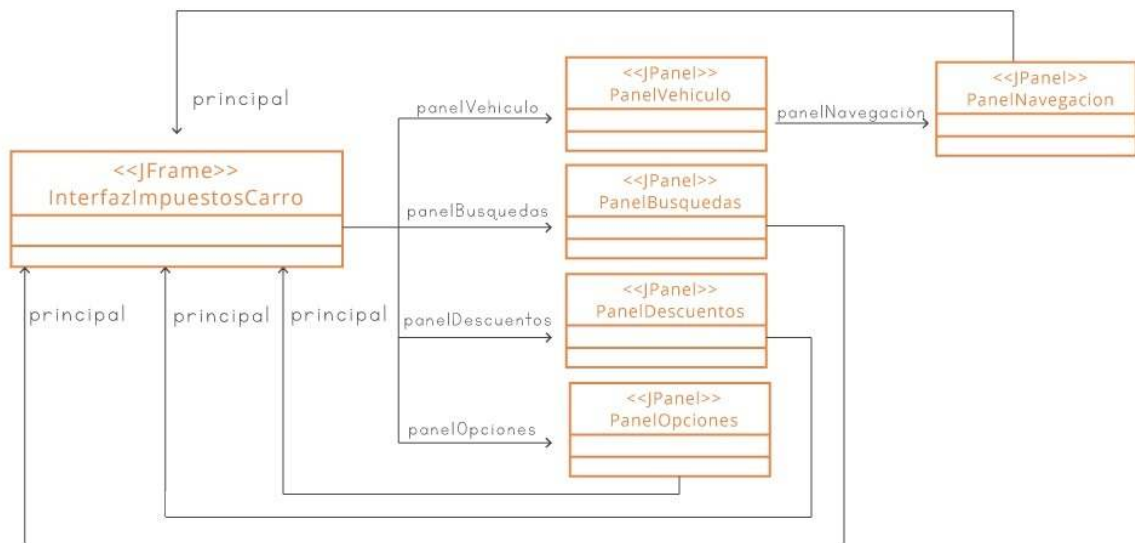 principal
<<JPanel>>
PanelVehiculo
<<JPanel>>
PanelNavegacion
panelVehiculo
panelNavegación
<<JFrame>>
InterfazImpuestosCarro
<<JPanel>>
PanelBusquedas
panelBusquedas
<<JPanel>>
PanelDescuentos
principal
principal
principal
panelDescuentos
<<JPanel>>
PanelOpciones
panelOpciones